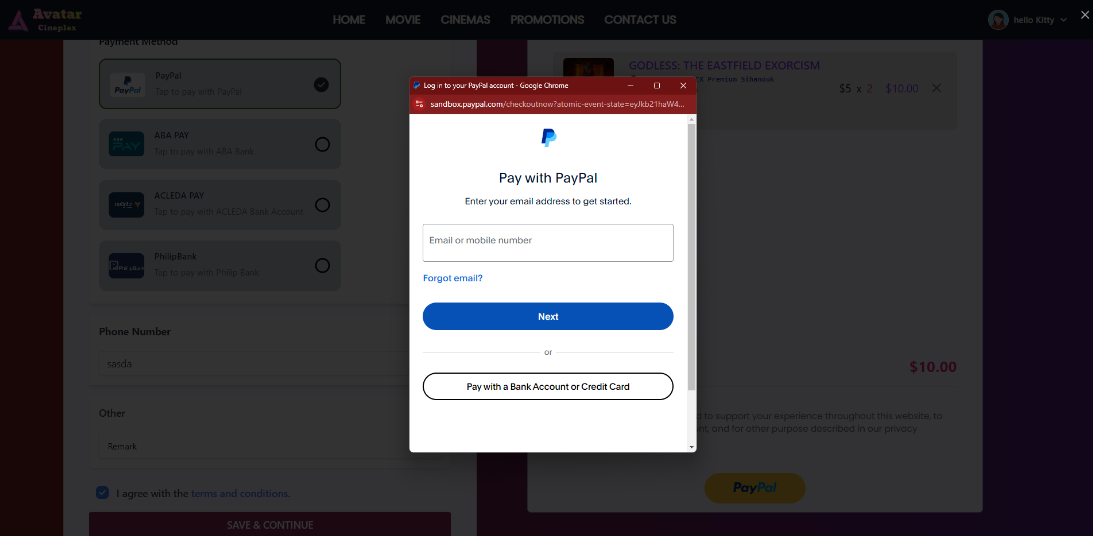 Avatar
Cineplex
HOME
MOVIE
CINEMAS
PROMOTIONS
CONTACT US
hello Kitty
Payment Method
PayPal
PayPal
Tap to pay with PayPal
PAY
ABA PAY
Tap to pay with ABA Bank
ACLEDA PAY
Tap to pay with ACLEDA Bank Account
PhilipBank
Tap to pay with Philip Bank
Phone Number
sasda
Other
Remark
I agree with the terms and conditions.
SAVE & CONTINUE
Log in to your PayPal account - Google Chrome
sandbox.paypal.com/checkoutnow?atomic-event-state=eyJkb21haW4...
Pay with PayPal
Enter your email address to get started.
Email or mobile number
Forgot email?
Next
or
Pay with a Bank Account or Credit Card
GODLESS: THE EASTFIELD EXORCISM
Premium Sihanouk
$5 x 2 $10.00
$10.00
to support your experience throughout this website, to
and for other purpose described in our privacy
PayPal